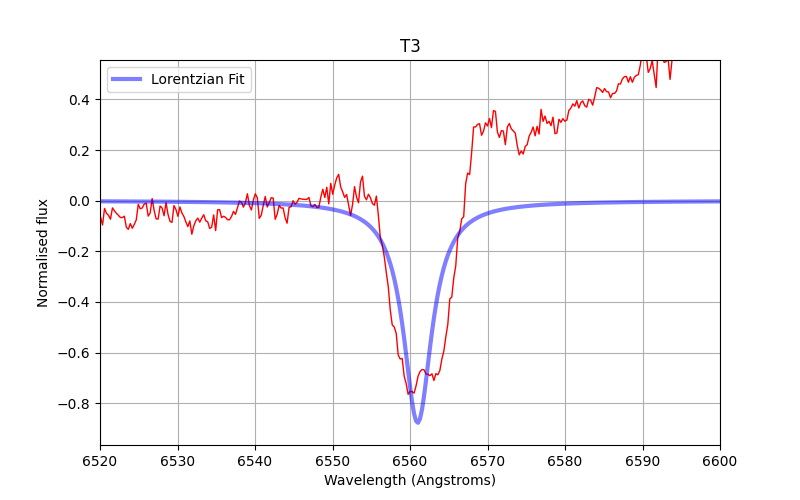 T3
Lorentzian Fit
Normalised flux
0.4
0.2
0.0
−0.2
−0.4
−0.6
−0.8
6520 6530 6540 6550 6560 6570 6580 6590 6600
Wavelength (Angstroms)